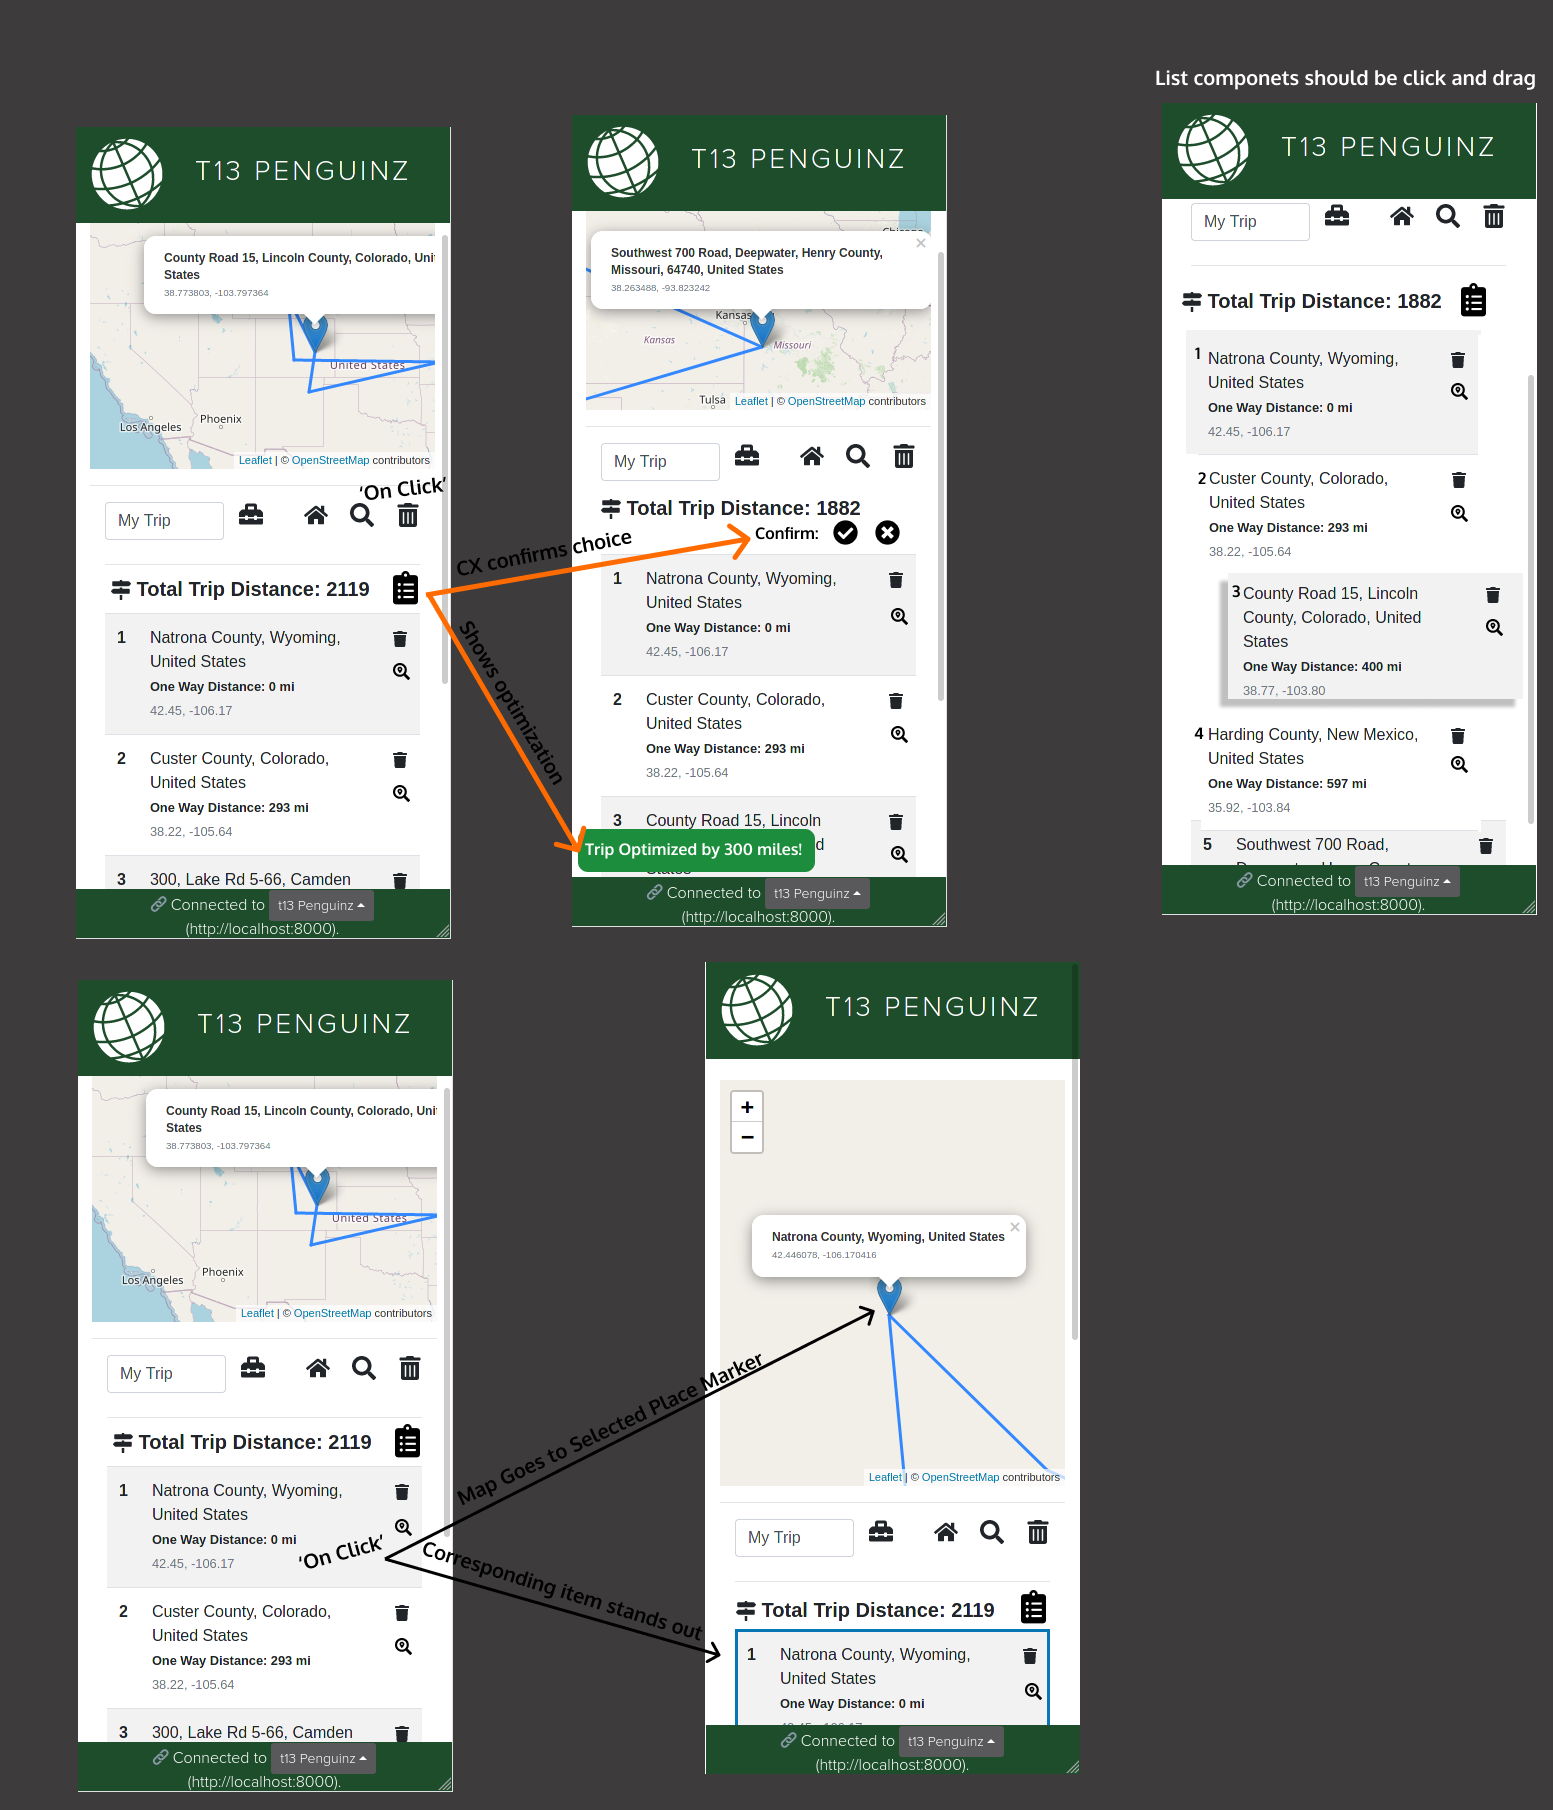 List componets should be click and drag
T13 PENGUINZ
County Road 15, Lincoln County, Colorado, Uni
States
38.773803, -103.797364
United States
Phoenix
Los Angeles
Leaflet | © OpenStreetMap contributors
'On Click'
My Trip
Total Trip Distance: 2119
1 Natrona County, Wyoming,
United States
One Way Distance: 0 mi
42.45, -106.17
2 Custer County, Colorado,
United States
One Way Distance: 293 mi
38.22, -105.64
3 300, Lake Rd 5-66, Camden
Connected to t13 Penguinz
(http://localhost:8000).
CX confirms choice
Shows optimization
T13 PENGUINZ
Chicago
Southwest 700 Road, Deepwater, Henry County, ×
Missouri, 64740, United States
38.263488, -93.823242
Kansas
Kansas
Missouri
Tulsa
Leaflet | © OpenStreetMap contributors
My Trip
Total Trip Distance: 1882
Confirm:
1 Natrona County, Wyoming,
United States
One Way Distance: 0 mi
42.45, -106.17
2 Custer County, Colorado,
United States
One Way Distance: 293 mi
38.22, -105.64
3 County Road 15, Lincoln
d
States
Trip Optimized by 300 miles!
Connected to t13 Penguinz
(http://localhost:8000).
T13 PENGUINZ
My Trip
Total Trip Distance: 1882
1 Natrona County, Wyoming,
United States
One Way Distance: 0 mi
42.45, -106.17
2 Custer County, Colorado,
United States
One Way Distance: 293 mi
38.22, -105.64
3 County Road 15, Lincoln
County, Colorado, United
States
One Way Distance: 400 mi
38.77, -103.80
4 Harding County, New Mexico,
United States
One Way Distance: 597 mi
35.92, -103.84
5 Southwest 700 Road,
Connected to t13 Penguinz
(http://localhost:8000).
T13 PENGUINZ
County Road 15, Lincoln County, Colorado, Uni
States
38.773803, -103.797364
United States
Phoenix
Los Angeles
Leaflet | © OpenStreetMap contributors
My Trip
Total Trip Distance: 2119
1 Natrona County, Wyoming,
United States
One Way Distance: 0 mi
'On Click'
42.45, -106.17
2 Custer County, Colorado,
United States
One Way Distance: 293 mi
38.22, -105.64
3 300, Lake Rd 5-66, Camden
Connected to t13 Penguinz
(http://localhost:8000).
Map Goes to Selected Place Marker
Corresponding item stands out
T13 PENGUINZ
+
−
Natrona County, Wyoming, United States ×
42.446078, -106.170416
Leaflet | © OpenStreetMap contributors
My Trip
Total Trip Distance: 2119
1 Natrona County, Wyoming,
United States
One Way Distance: 0 mi
Connected to t13 Penguinz
(http://localhost:8000).